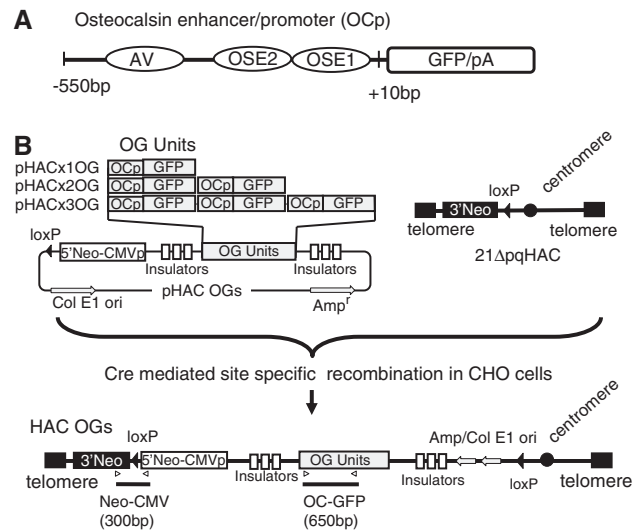 A
Osteocalsin enhancer/promoter (OCp)
AV
OSE2
OSE1
GFP/pA
-550bp
+10bp
B
OG Units
pHACx1OG OCp GFP
pHACx2OG OCp GFP OCp GFP
pHACx3OG OCp GFP OCp GFP OCp GFP
loxP
5'Neo-CMVp
Insulators
OG Units
Insulators
Col E1 ori
pHAC OGs
Ampʳ
3'Neo
loxP
centromere
telomere
telomere
21ΔpqHAC
Cre mediated site specific recombination in CHO cells
HAC OGs
3'Neo
loxP
5'Neo-CMVp
Insulators
OG Units
Insulators
Amp/Col E1 ori
loxP
centromere
telomere
telomere
Neo-CMV
(300bp)
OC-GFP
(650bp)